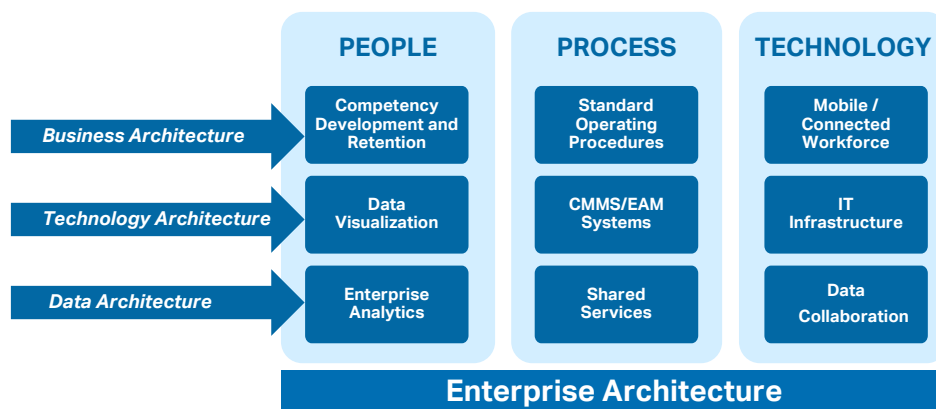 PEOPLE
PROCESS
TECHNOLOGY
Business Architecture
Competency
Development and
Retention
Standard
Operating
Procedures
Mobile /
Connected
Workforce
Technology Architecture
Data
Visualization
CMMS/EAM
Systems
IT
Infrastructure
Data Architecture
Enterprise
Analytics
Shared
Services
Data
Collaboration
Enterprise Architecture